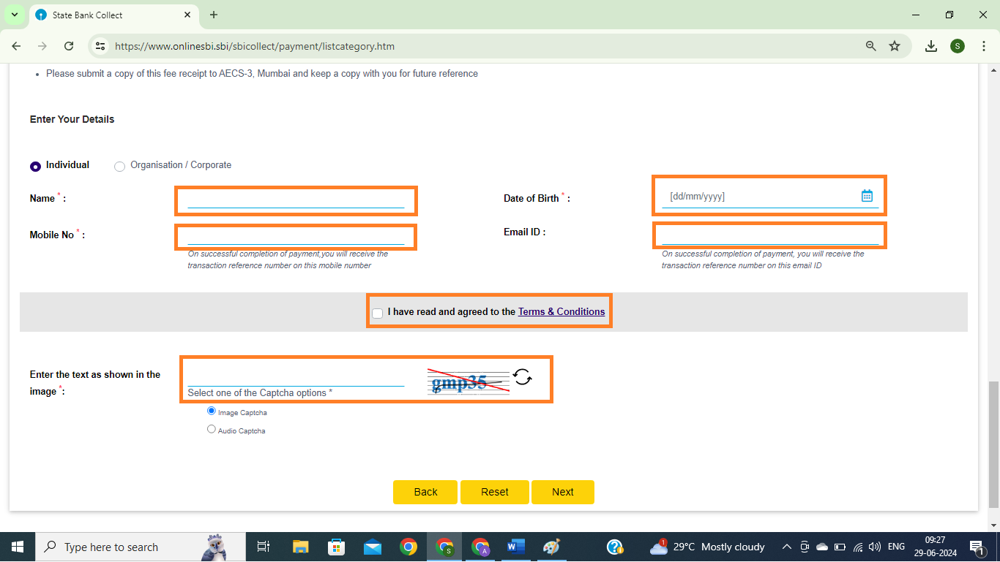 State Bank Collect
https://www.onlinesbi.sbi/sbicollect/payment/listcategory.htm
S
• Please submit a copy of this fee receipt to AECS-3, Mumbai and keep a copy with you for future reference
Enter Your Details
Individual
Organisation / Corporate
Name * :
Date of Birth * :
[dd/mm/yyyy]
Mobile No * :
Email ID :
On successful completion of payment,you will receive the
transaction reference number on this mobile number
On successful completion of payment, you will receive the
transaction reference number on this email ID
I have read and agreed to the Terms & Conditions
Enter the text as shown in the
image *:
gmp35
Select one of the Captcha options *
Image Captcha
Audio Captcha
Back
Reset
Next
Type here to search
S
A
W
1
29°C Mostly cloudy
ENG
09:27
29-06-2024
1